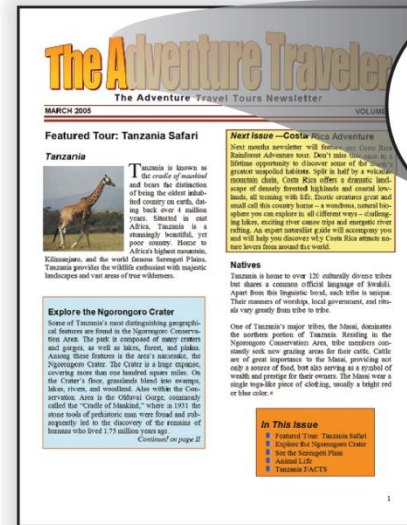 The Adventure Traveler
The Adventure Travel Tours Newsletter
MARCH 2005
VOLUME
Featured Tour: Tanzania Safari
Tanzania
Tanzania is known as
the cradle of mankind
and bears the distinction
of being the oldest inhab-
ited country on earth, dat-
ing back over 4 million
years. Situated in east
Africa, Tanzania is a
stunningly beautiful, yet
poor country. Home to
Africa's highest mountain,
Kilimanjaro, and the world famous Serengeti Plains,
Tanzania provides the wildlife enthusiast with majestic
landscapes and vast areas of true wilderness.
Explore the Ngorongoro Crater
Some of Tanzania's most distinguishing geographi-
cal features are found in the Ngorongoro Conserva-
tion Area. The park is composed of many craters
and gorges, as well as lakes, forest, and plains.
Among these features is the area's namesake, the
Ngorongoro Crater. The Crater is a huge expanse,
covering more than one hundred square miles. On
the Crater's floor, grasslands blend into swamps,
lakes, rivers, and woodland. Also within the Con-
servation Area is the Olduvai Gorge, commonly
called the "Cradle of Mankind," where in 1931 the
stone tools of prehistoric man were found and sub-
sequently led to the discovery of the remains of
humans who lived 1.75 million years ago.
Continued on page II
Next Issue —Costa Rica Adventure
Next months newsletter will feature our Costa Rica
Rainforest Adventure tour. Don't miss this once in a
lifetime opportunity to discover some of the earth's
greatest unspoiled habitats. Split in half by a volcanic
mountain chain, Costa Rica offers a dramatic land-
scape of densely forested highlands and coastal low-
lands, all teeming with life. Exotic creatures great and
small call this country home – a wondrous, natural bio-
sphere you can explore in all different ways – challeng-
ing hikes, exciting river canoe trips and energetic river
rafting. An expert naturalist guide will accompany you
and will help you discover why Costa Rica attracts na-
ture lovers from around the world.
Natives
Tanzania is home to over 120 culturally diverse tribes
but shares a common official language of Swahili.
Apart from this linguistic bond, each tribe is unique.
Their manners of worship, local government, and ritu-
als vary greatly from tribe to tribe.
One of Tanzania's major tribes, the Masai, dominates
the northern portion of Tanzania. Residing in the
Ngorongoro Conservation Area, tribe members con-
stantly seek new grazing areas for their cattle. Cattle
are of great importance to the Masai, providing not
only a source of food, but also serving as a symbol of
wealth and prestige for their owners. The Masai wear a
single toga-like piece of clothing, usually a bright red
or blue color.
In This Issue
Featured Tour: Tanzania Safari
Explore the Ngorongoro Crater
See the Serengeti Plain
Animal Life
Tanzania FACTS
1